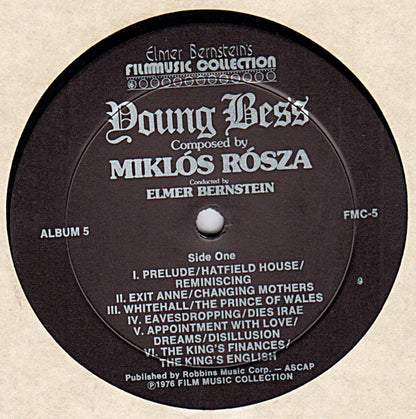 Elmer Bernstein's
FILMMUSIC COLLECTION
Young Bess
Composed by
MIKLÓS RÓSZA
Conducted by
ELMER BERNSTEIN
ALBUM 5
FMC-5
Side One
I. PRELUDE/HATFIELD HOUSE/
REMINISCING
II. EXIT ANNE/CHANGING MOTHERS
III. WHITEHALL/THE PRINCE OF WALES
IV. EAVESDROPPING/DIES IRAE
V. APPOINTMENT WITH LOVE/
DREAMS/DISILLUSION
VI. THE KING'S FINANCES/
THE KING'S ENGLISH
Published by Robbins Music Corp. — ASCAP
℗1976 FILM MUSIC COLLECTION